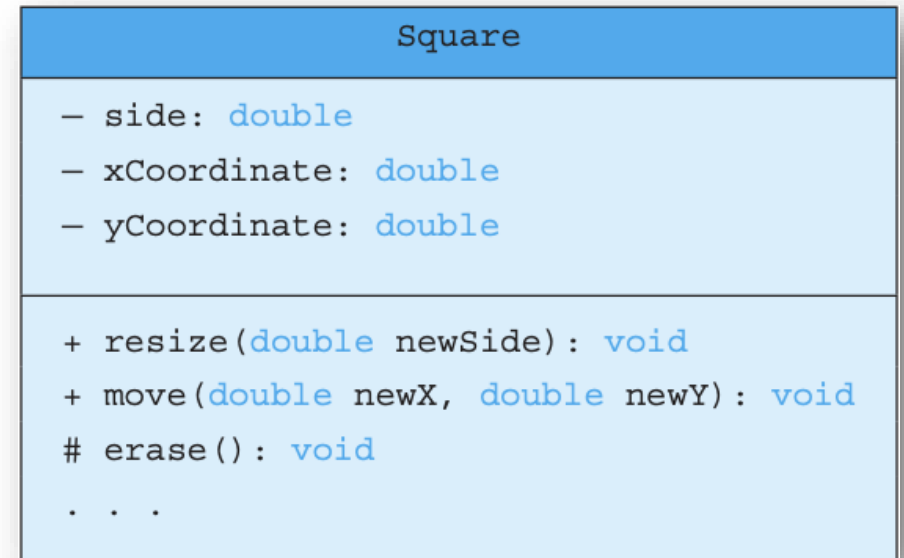 Square
– side: double
– xCoordinate: double
– yCoordinate: double
+ resize(double newSide): void
+ move(double newX, double newY): void
# erase(): void
. . .